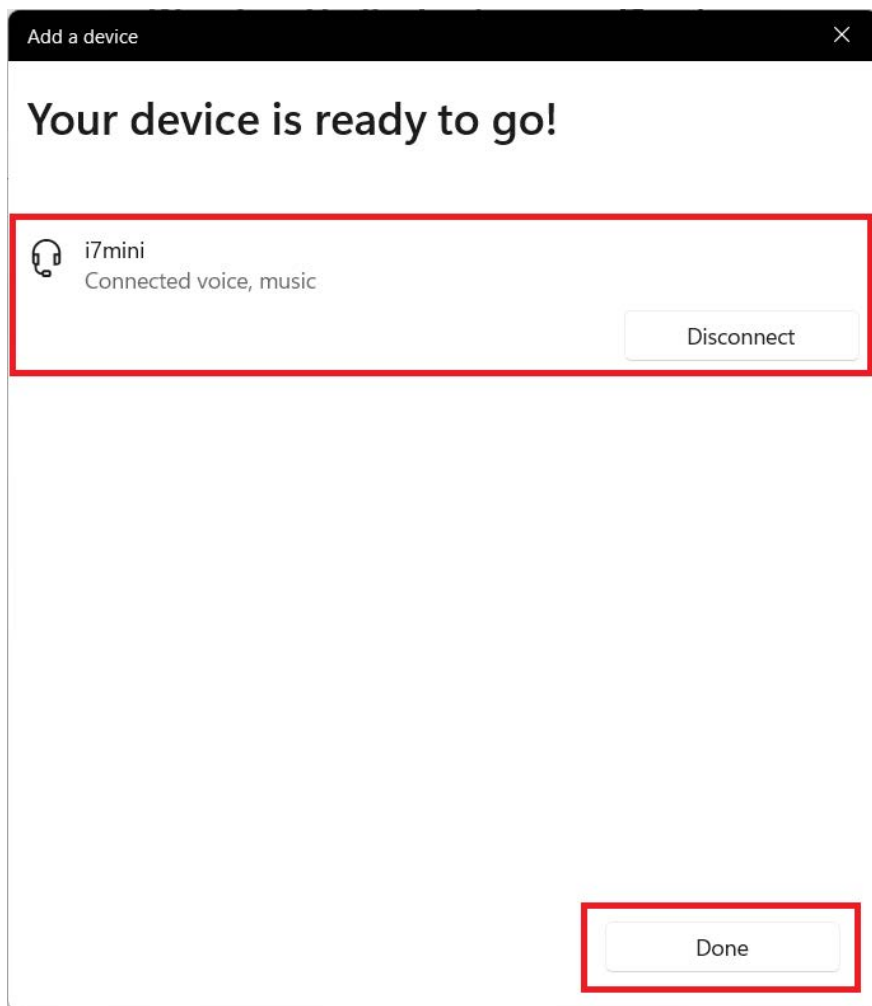 Add a device
Your device is ready to go!
i7mini
Connected voice, music
Disconnect
Done